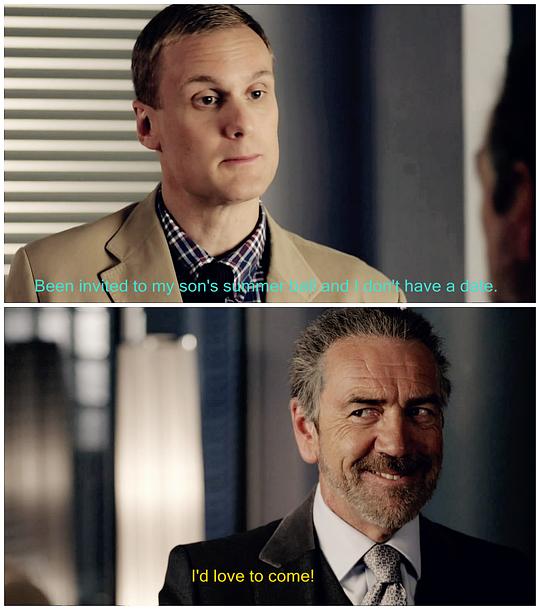 Been invited to my son's summer ball and I don't have a date.
I'd love to come!